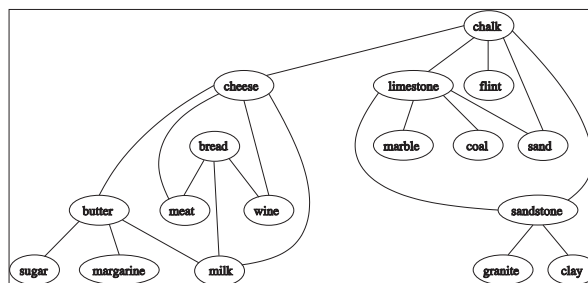 chalk
cheese
limestone
flint
bread
marble
coal
sand
butter
meat
wine
sandstone
sugar
margarine
milk
granite
clay